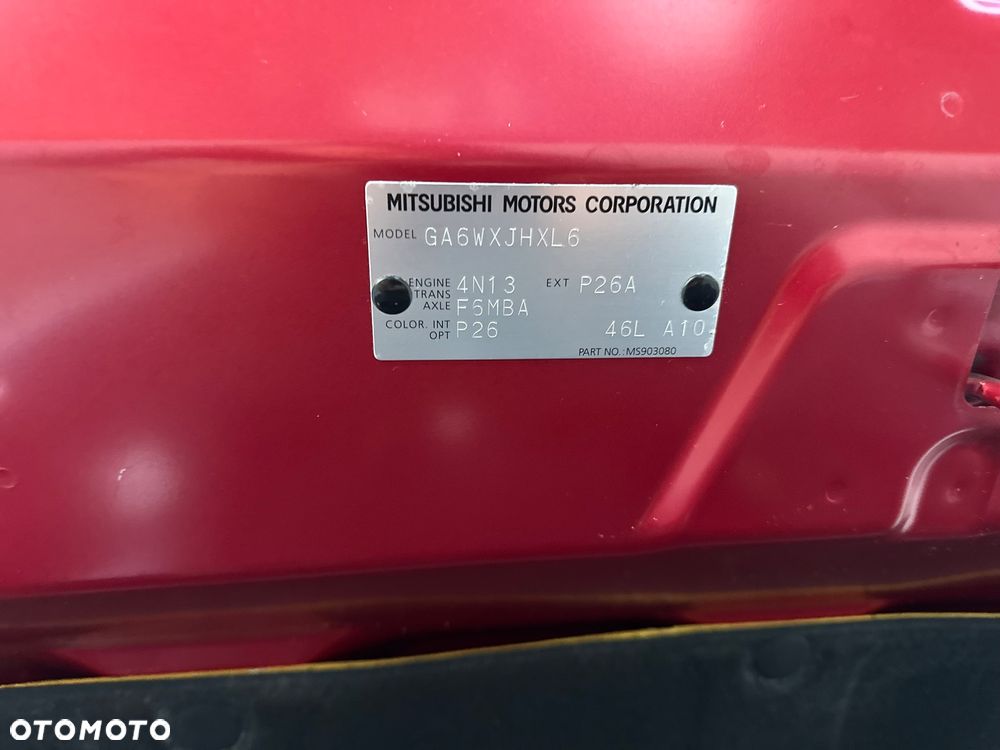 MITSUBISHI MOTORS CORPORATION
MODEL GA6WXJHXL6
ENGINE 4N13 EXT P26A
TRANS AXLE F6MBA
COLOR. INT OPT P26 46L A10
PART NO.:MS903080
OTOMOTO